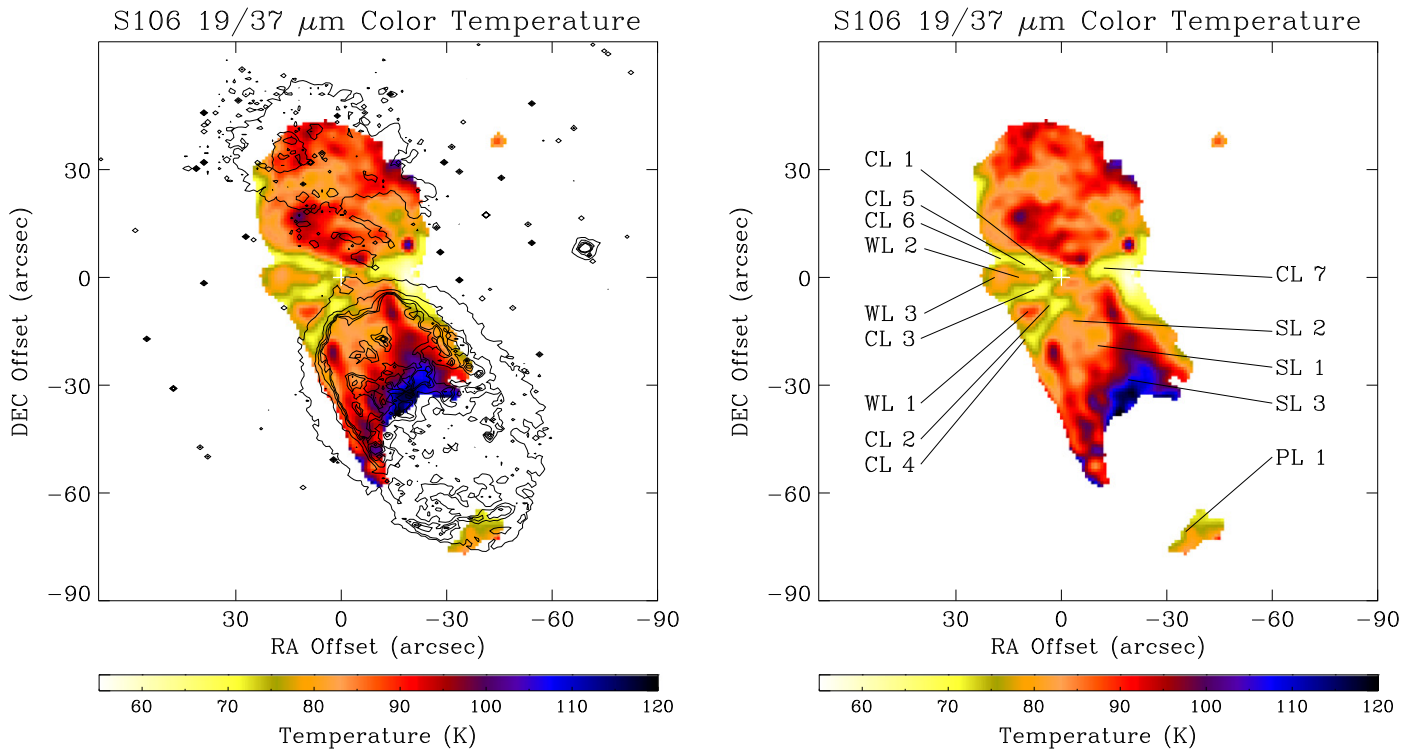 S106 19/37 μm Color Temperature
DEC Offset (arcsec)
30
0
−30
−60
−90
30 0 −30 −60 −90
RA Offset (arcsec)
60 70 80 90 100 110 120
Temperature (K)
S106 19/37 μm Color Temperature
DEC Offset (arcsec)
30
0
−30
−60
−90
CL 1
CL 5
CL 6
WL 2
WL 3
CL 3
WL 1
CL 2
CL 4
CL 7
SL 2
SL 1
SL 3
PL 1
30 0 −30 −60 −90
RA Offset (arcsec)
60 70 80 90 100 110 120
Temperature (K)